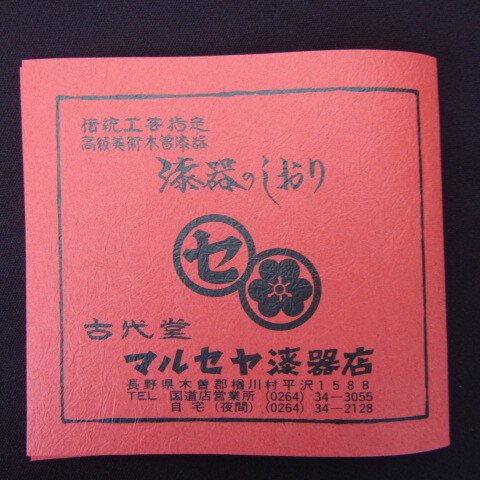 伝統工芸指定
高級美術木曽漆器
漆器のしおり
セ
古代堂
マルセヤ漆器店
長野県木曽郡楢川村平沢1588
TEL 国道店営業所 (0264) 34-3055
自宅(夜間) (0264) 34-2128